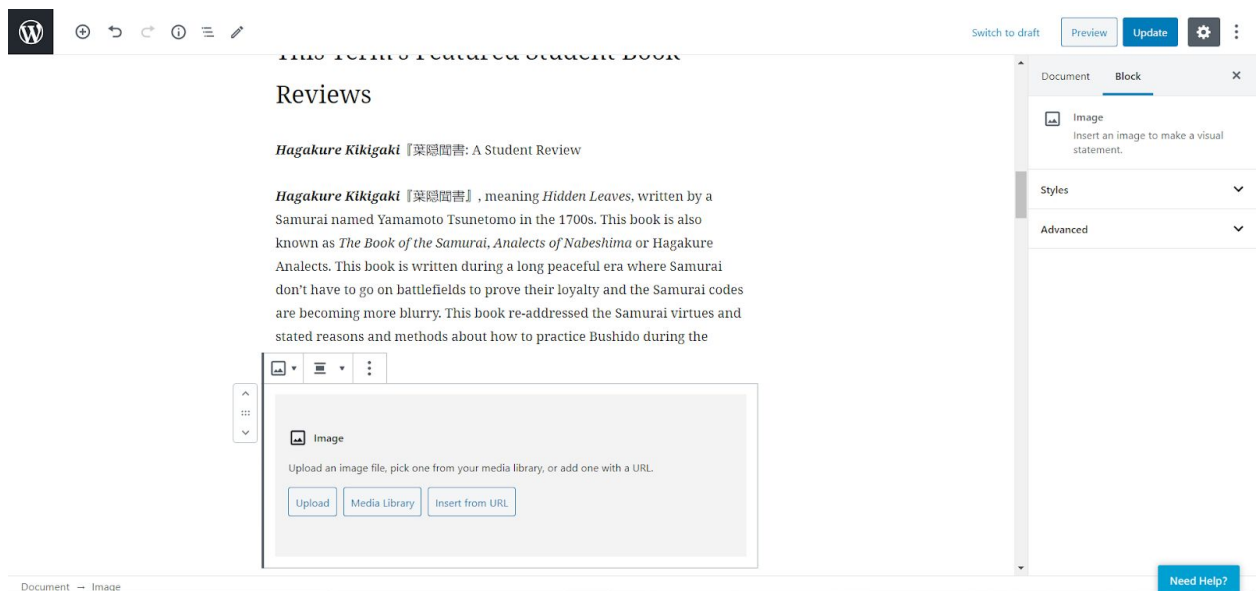 Switch to draft
Preview
Update
This Term's Featured Student Book
Reviews
Hagakure Kikigaki『葉隠聞書: A Student Review
Hagakure Kikigaki『葉隠聞書』, meaning Hidden Leaves, written by a
Samurai named Yamamoto Tsunetomo in the 1700s. This book is also
known as The Book of the Samurai, Analects of Nabeshima or Hagakure
Analects. This book is written during a long peaceful era where Samurai
don't have to go on battlefields to prove their loyalty and the Samurai codes
are becoming more blurry. This book re-addressed the Samurai virtues and
stated reasons and methods about how to practice Bushido during the
Image
Upload an image file, pick one from your media library, or add one with a URL.
Upload
Media Library
Insert from URL
Document
Block
Image
Insert an image to make a visual
statement.
Styles
Advanced
Document → Image
Need Help?